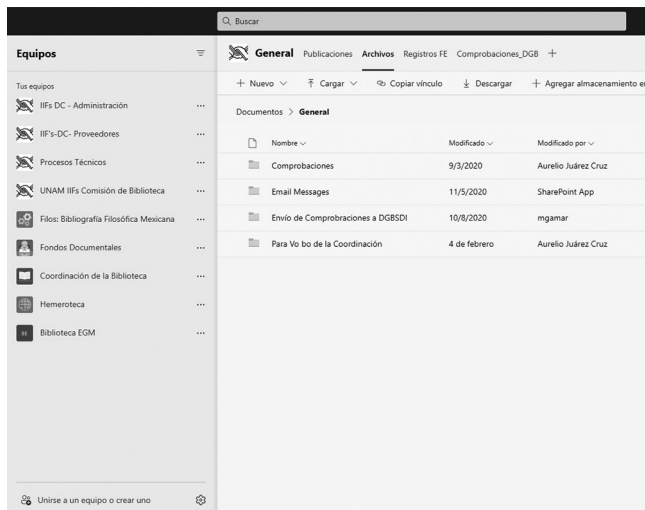 Buscar
Equipos
Tus equipos
IIFs DC - Administración
IIF's-DC- Proveedores
Procesos Técnicos
UNAM IIFs Comisión de Biblioteca
Filos: Bibliografía Filosófica Mexicana
Fondos Documentales
Coordinación de la Biblioteca
Hemeroteca
Biblioteca EGM
Unirse a un equipo o crear uno
General Publicaciones Archivos Registros FE Comprobaciones_DGB +
+ Nuevo Cargar Copiar vínculo Descargar + Agregar almacenamiento en
Documentos > General
Nombre Modificado Modificado por
Comprobaciones 9/3/2020 Aurelio Juárez Cruz
Email Messages 11/5/2020 SharePoint App
Envío de Comprobraciones a DGBSDI 10/8/2020 mgamar
Para Vo bo de la Coordinación 4 de febrero Aurelio Juárez Cruz